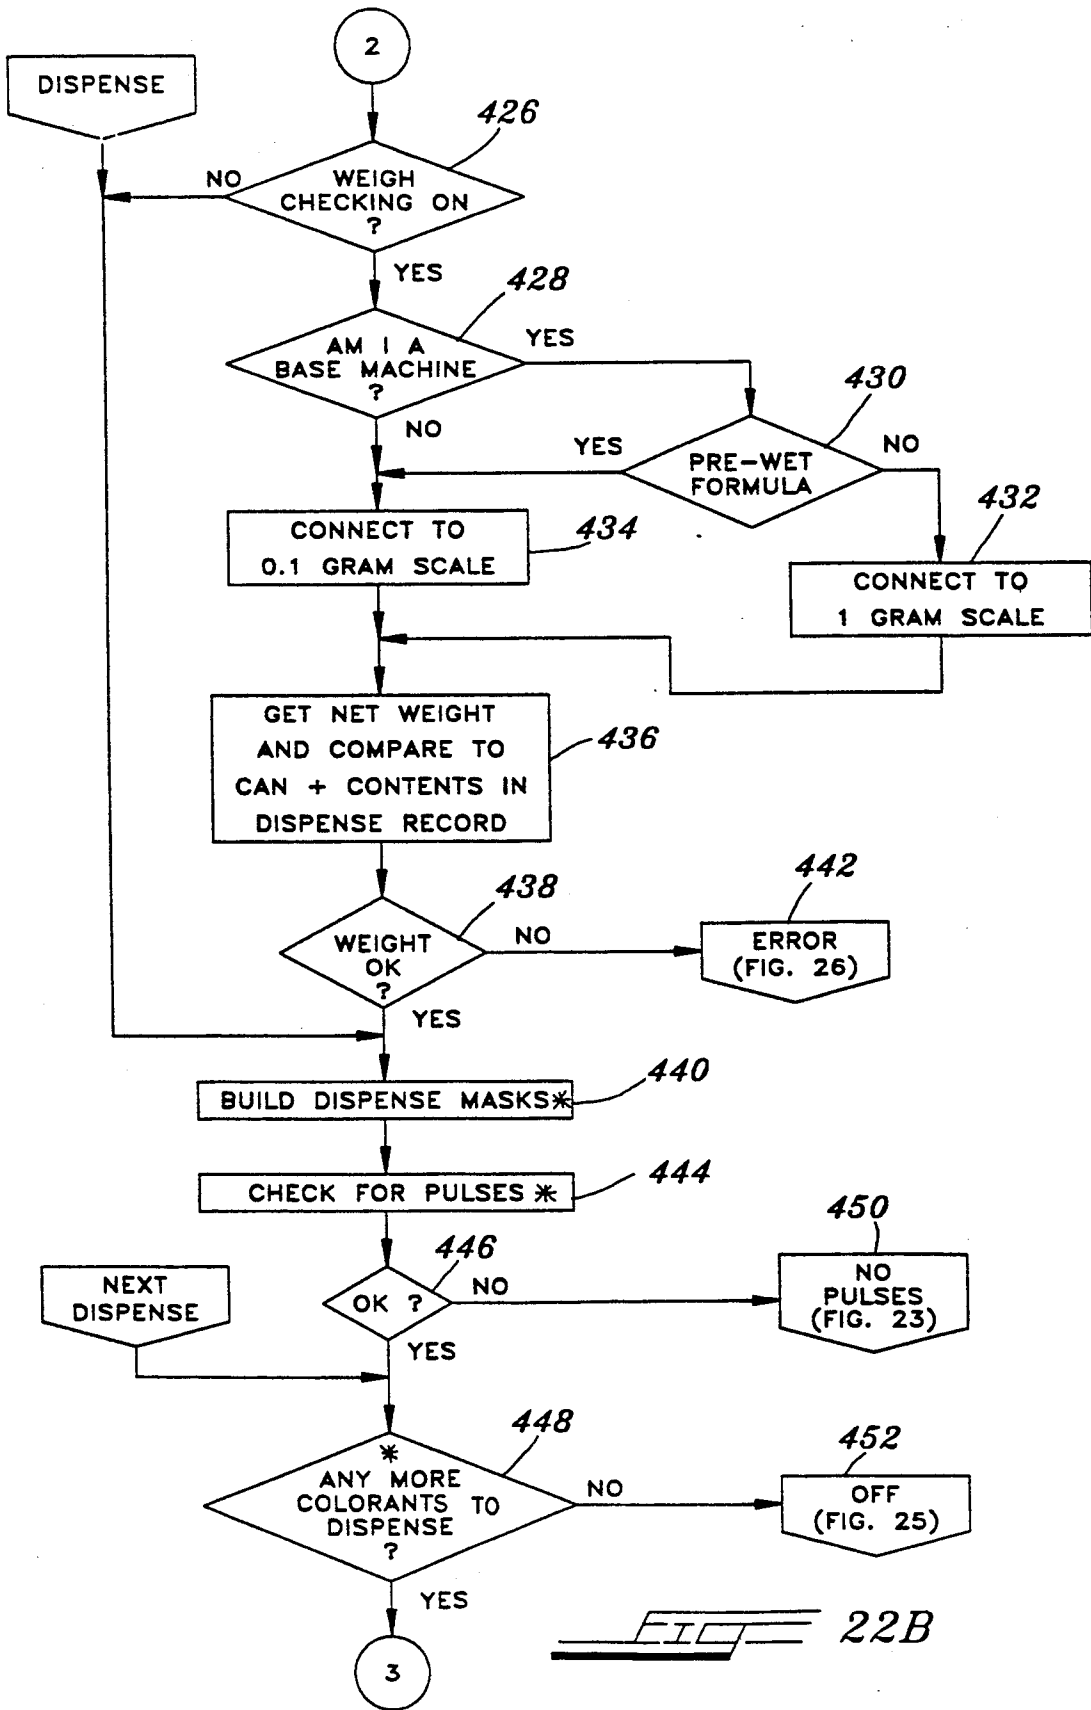 2
DISPENSE
426
NO
WEIGH
CHECKING ON
?
YES
428
AM I A
BASE MACHINE
?
YES
NO
430
YES
PRE-WET
FORMULA
NO
432
CONNECT TO
0.1 GRAM SCALE
434
CONNECT TO
1 GRAM SCALE
GET NET WEIGHT
AND COMPARE TO
CAN + CONTENTS IN
DISPENSE RECORD
436
438
WEIGHT
OK
?
NO
442
ERROR
(FIG. 26)
YES
BUILD DISPENSE MASKS*
440
CHECK FOR PULSES *
444
446
OK ?
NO
450
NO
PULSES
(FIG. 23)
NEXT
DISPENSE
YES
448
*
ANY MORE
COLORANTS TO
DISPENSE
?
NO
452
OFF
(FIG. 25)
YES
3
FIG 22B